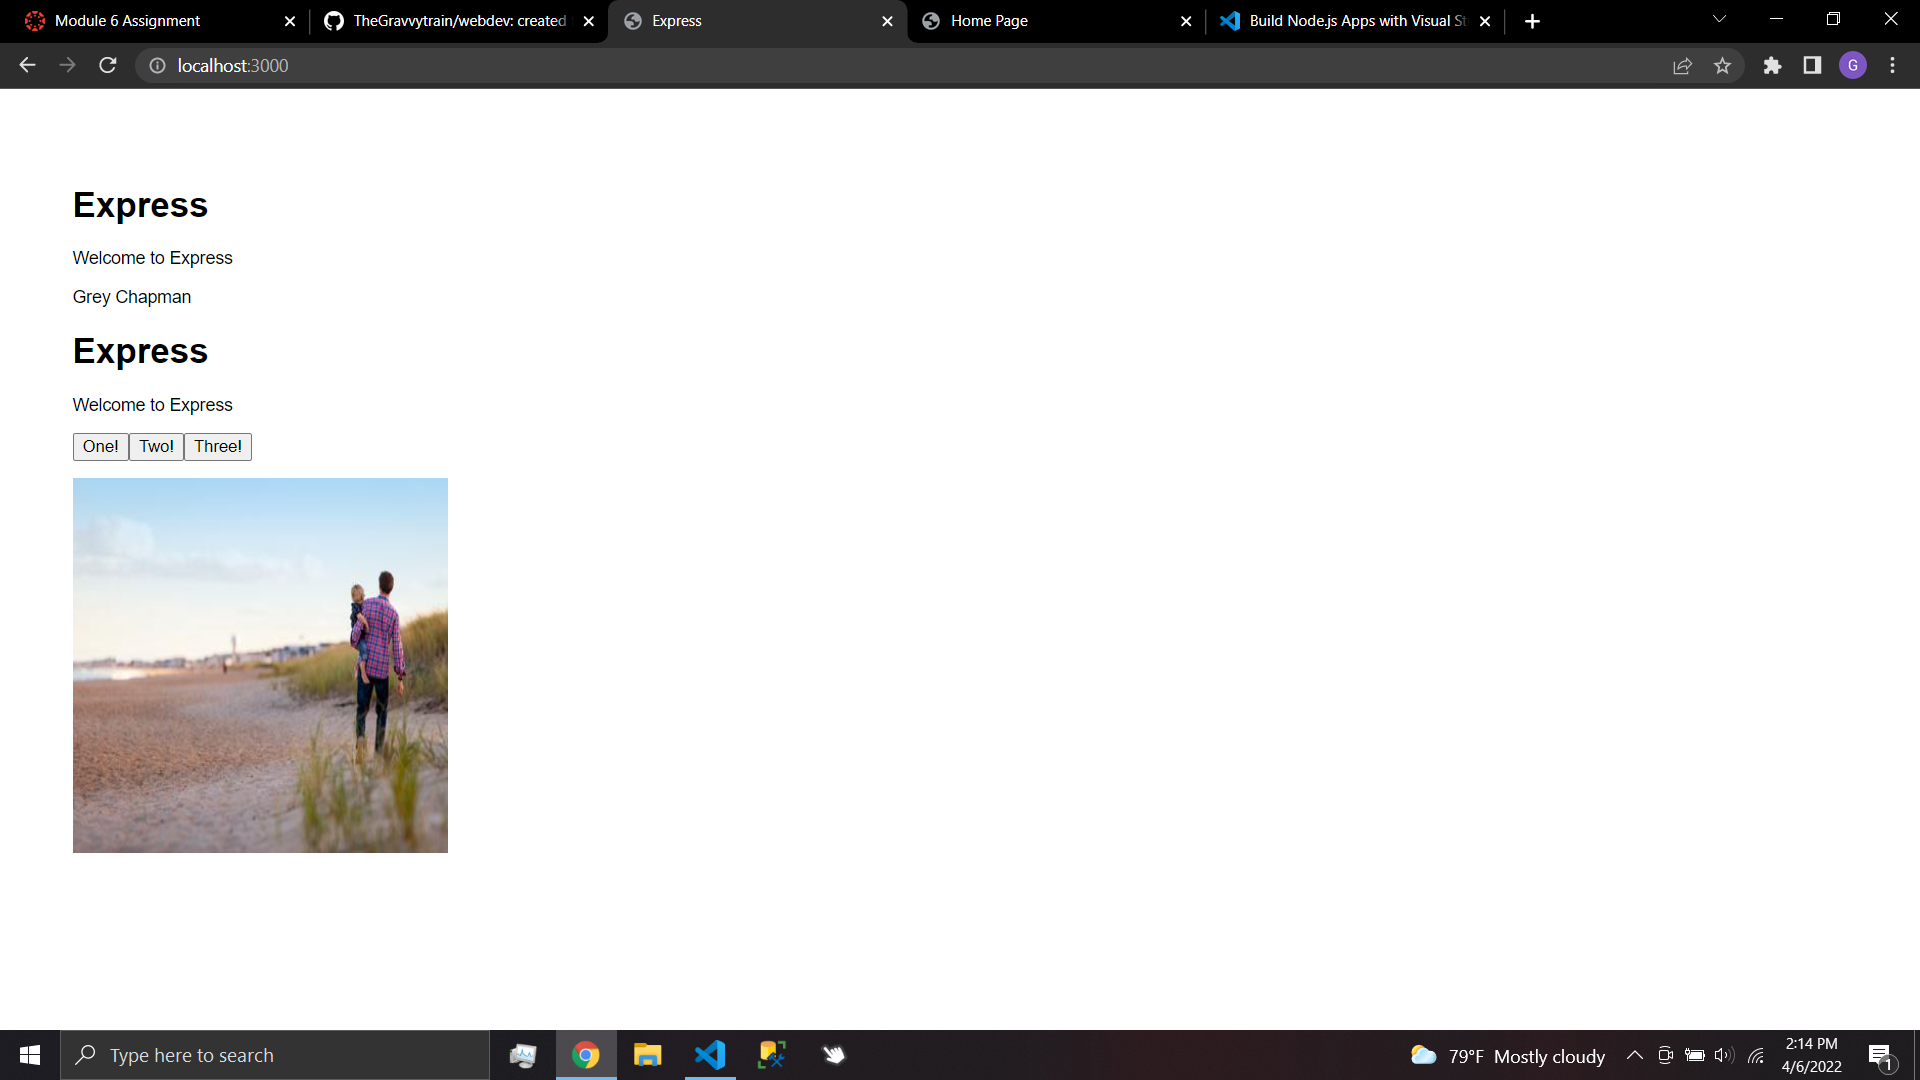 Module 6 Assignment
TheGravvytrain/webdev: created
Express
Home Page
Build Node.js Apps with Visual St
localhost:3000
G
Express
Welcome to Express
Grey Chapman
Express
Welcome to Express
One! Two! Three!
Type here to search
79°F Mostly cloudy
2:14 PM
4/6/2022
1